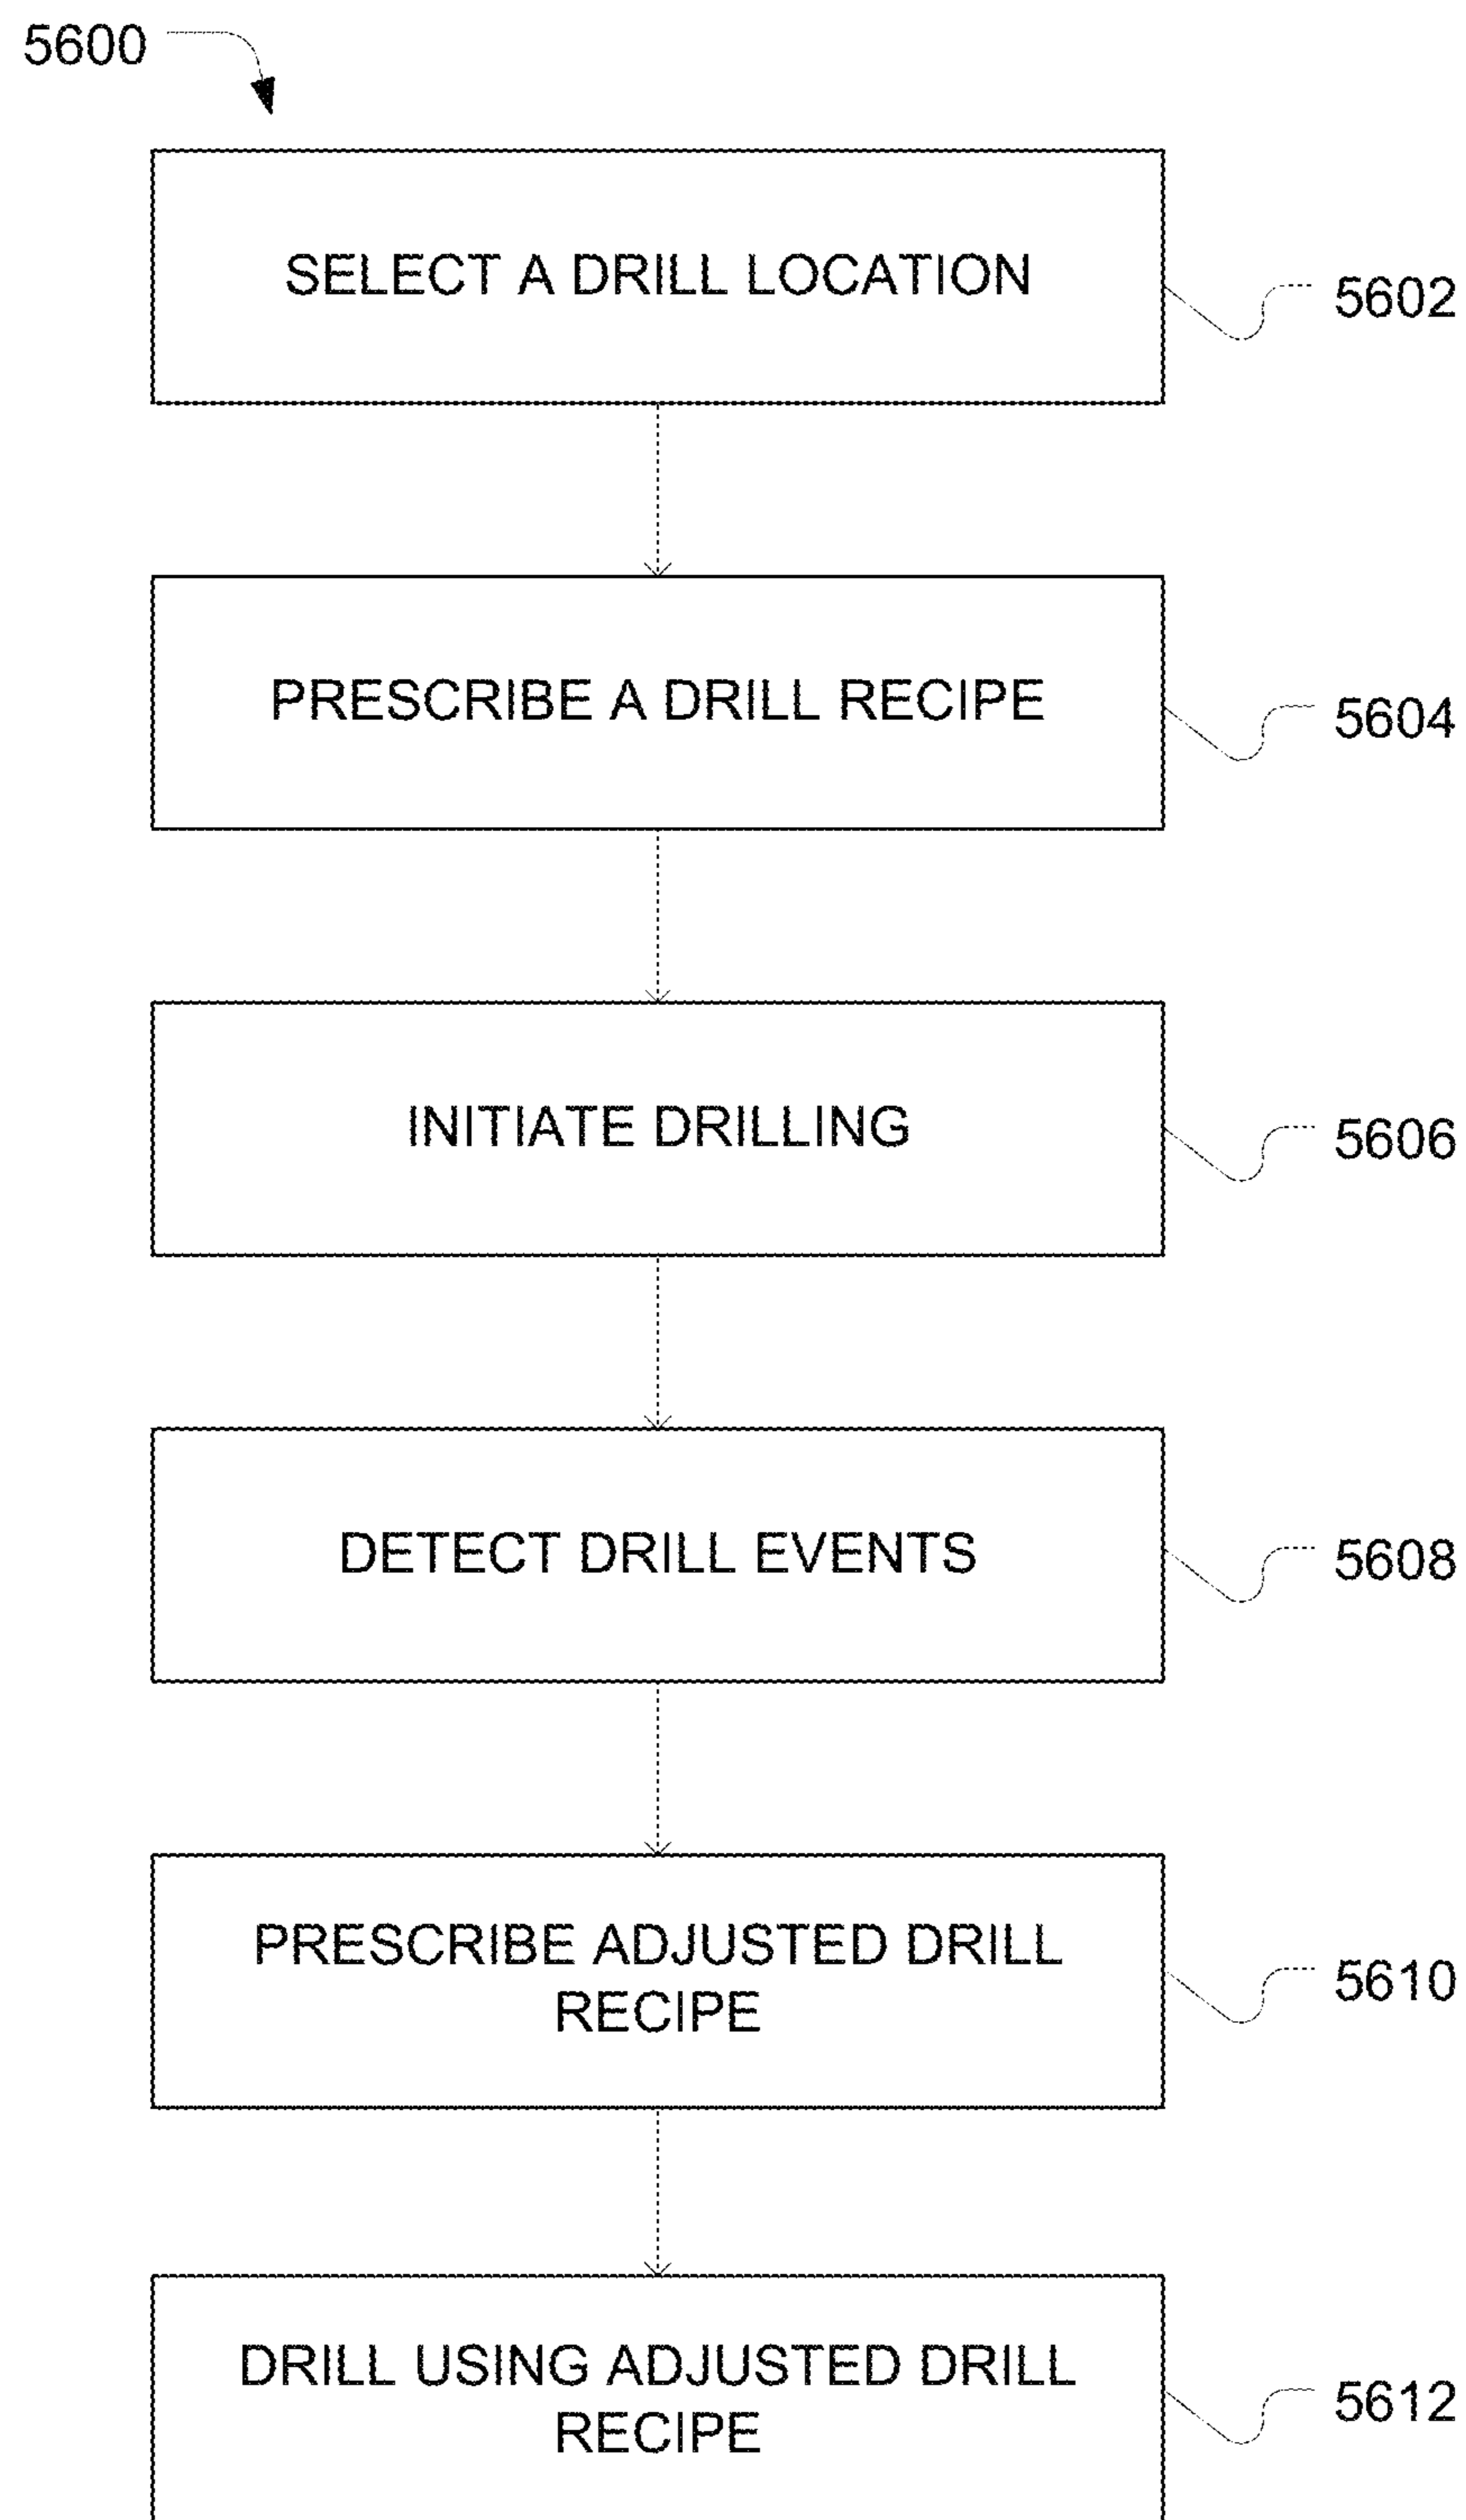 5600
SELECT A DRILL LOCATION
5602
PRESCRIBE A DRILL RECIPE
5604
INITIATE DRILLING
5606
DETECT DRILL EVENTS
5608
PRESCRIBE ADJUSTED DRILL
RECIPE
5610
DRILL USING ADJUSTED DRILL
RECIPE
5612